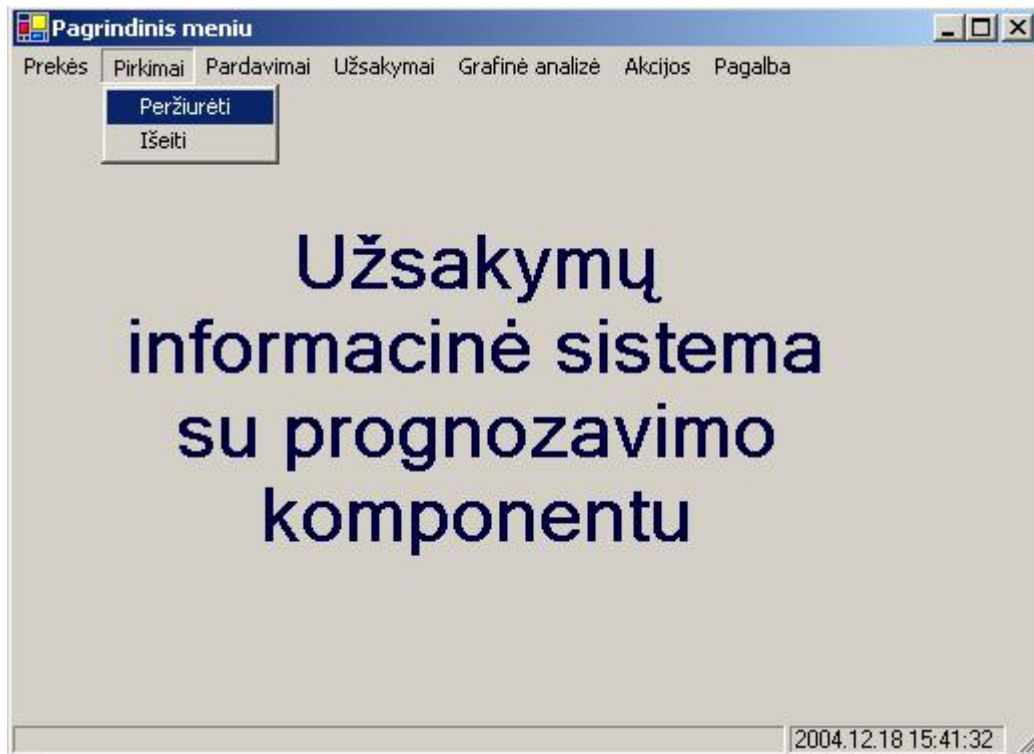 Pagrindinis meniu
Prekės Pirkimai Pardavimai Užsakymai Grafinė analizė Akcijos Pagalba
Peržiurėti
Išeiti
Užsakymų
informacinė sistema
su prognozavimo
komponentu
2004.12.18 15:41:32